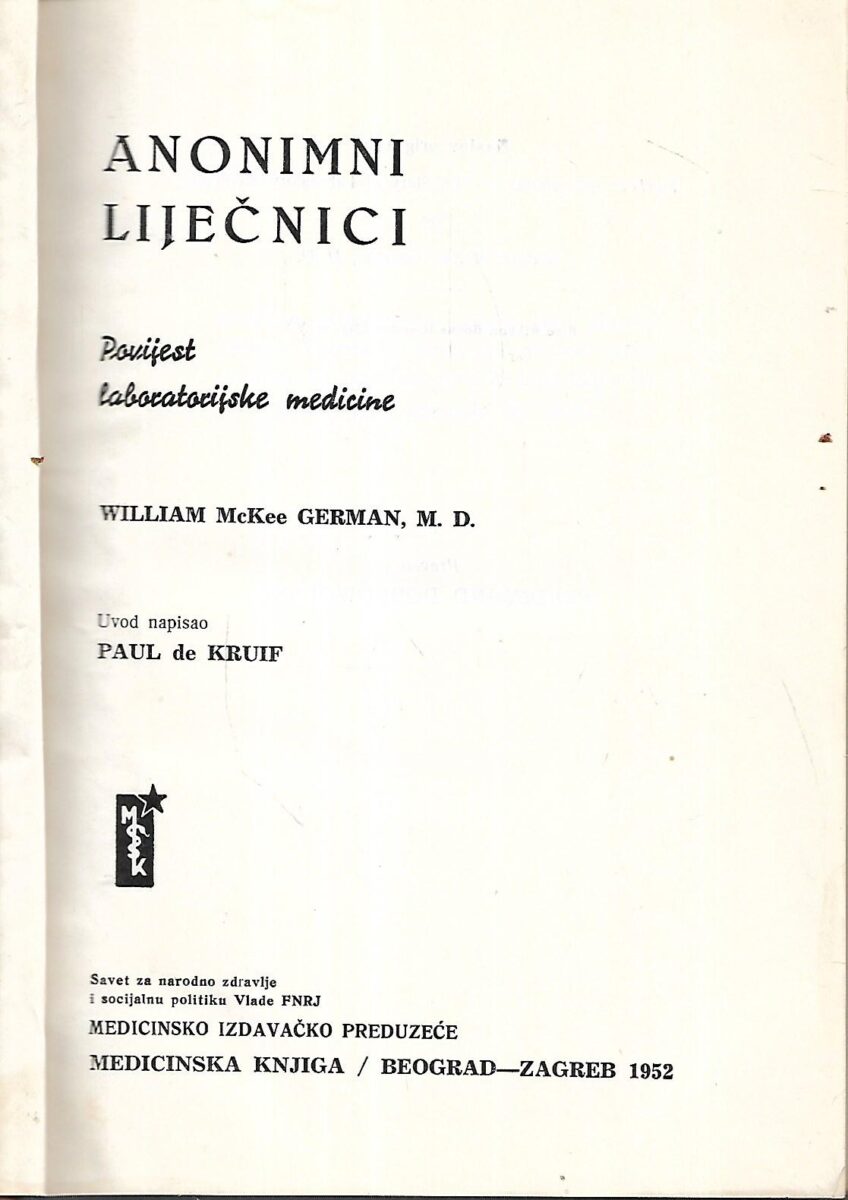 ANONIMNI
LIJEČNICI
Povijest
laboratorijske medicine
WILLIAM McKee GERMAN, M. D.
Uvod napisao
PAUL de KRUIF
M
S
K
Savet za narodno zdravlje
i socijalnu politiku Vlade FNRJ
MEDICINSKO IZDAVAČKO PREDUZEĆE
MEDICINSKA KNJIGA / BEOGRAD—ZAGREB 1952